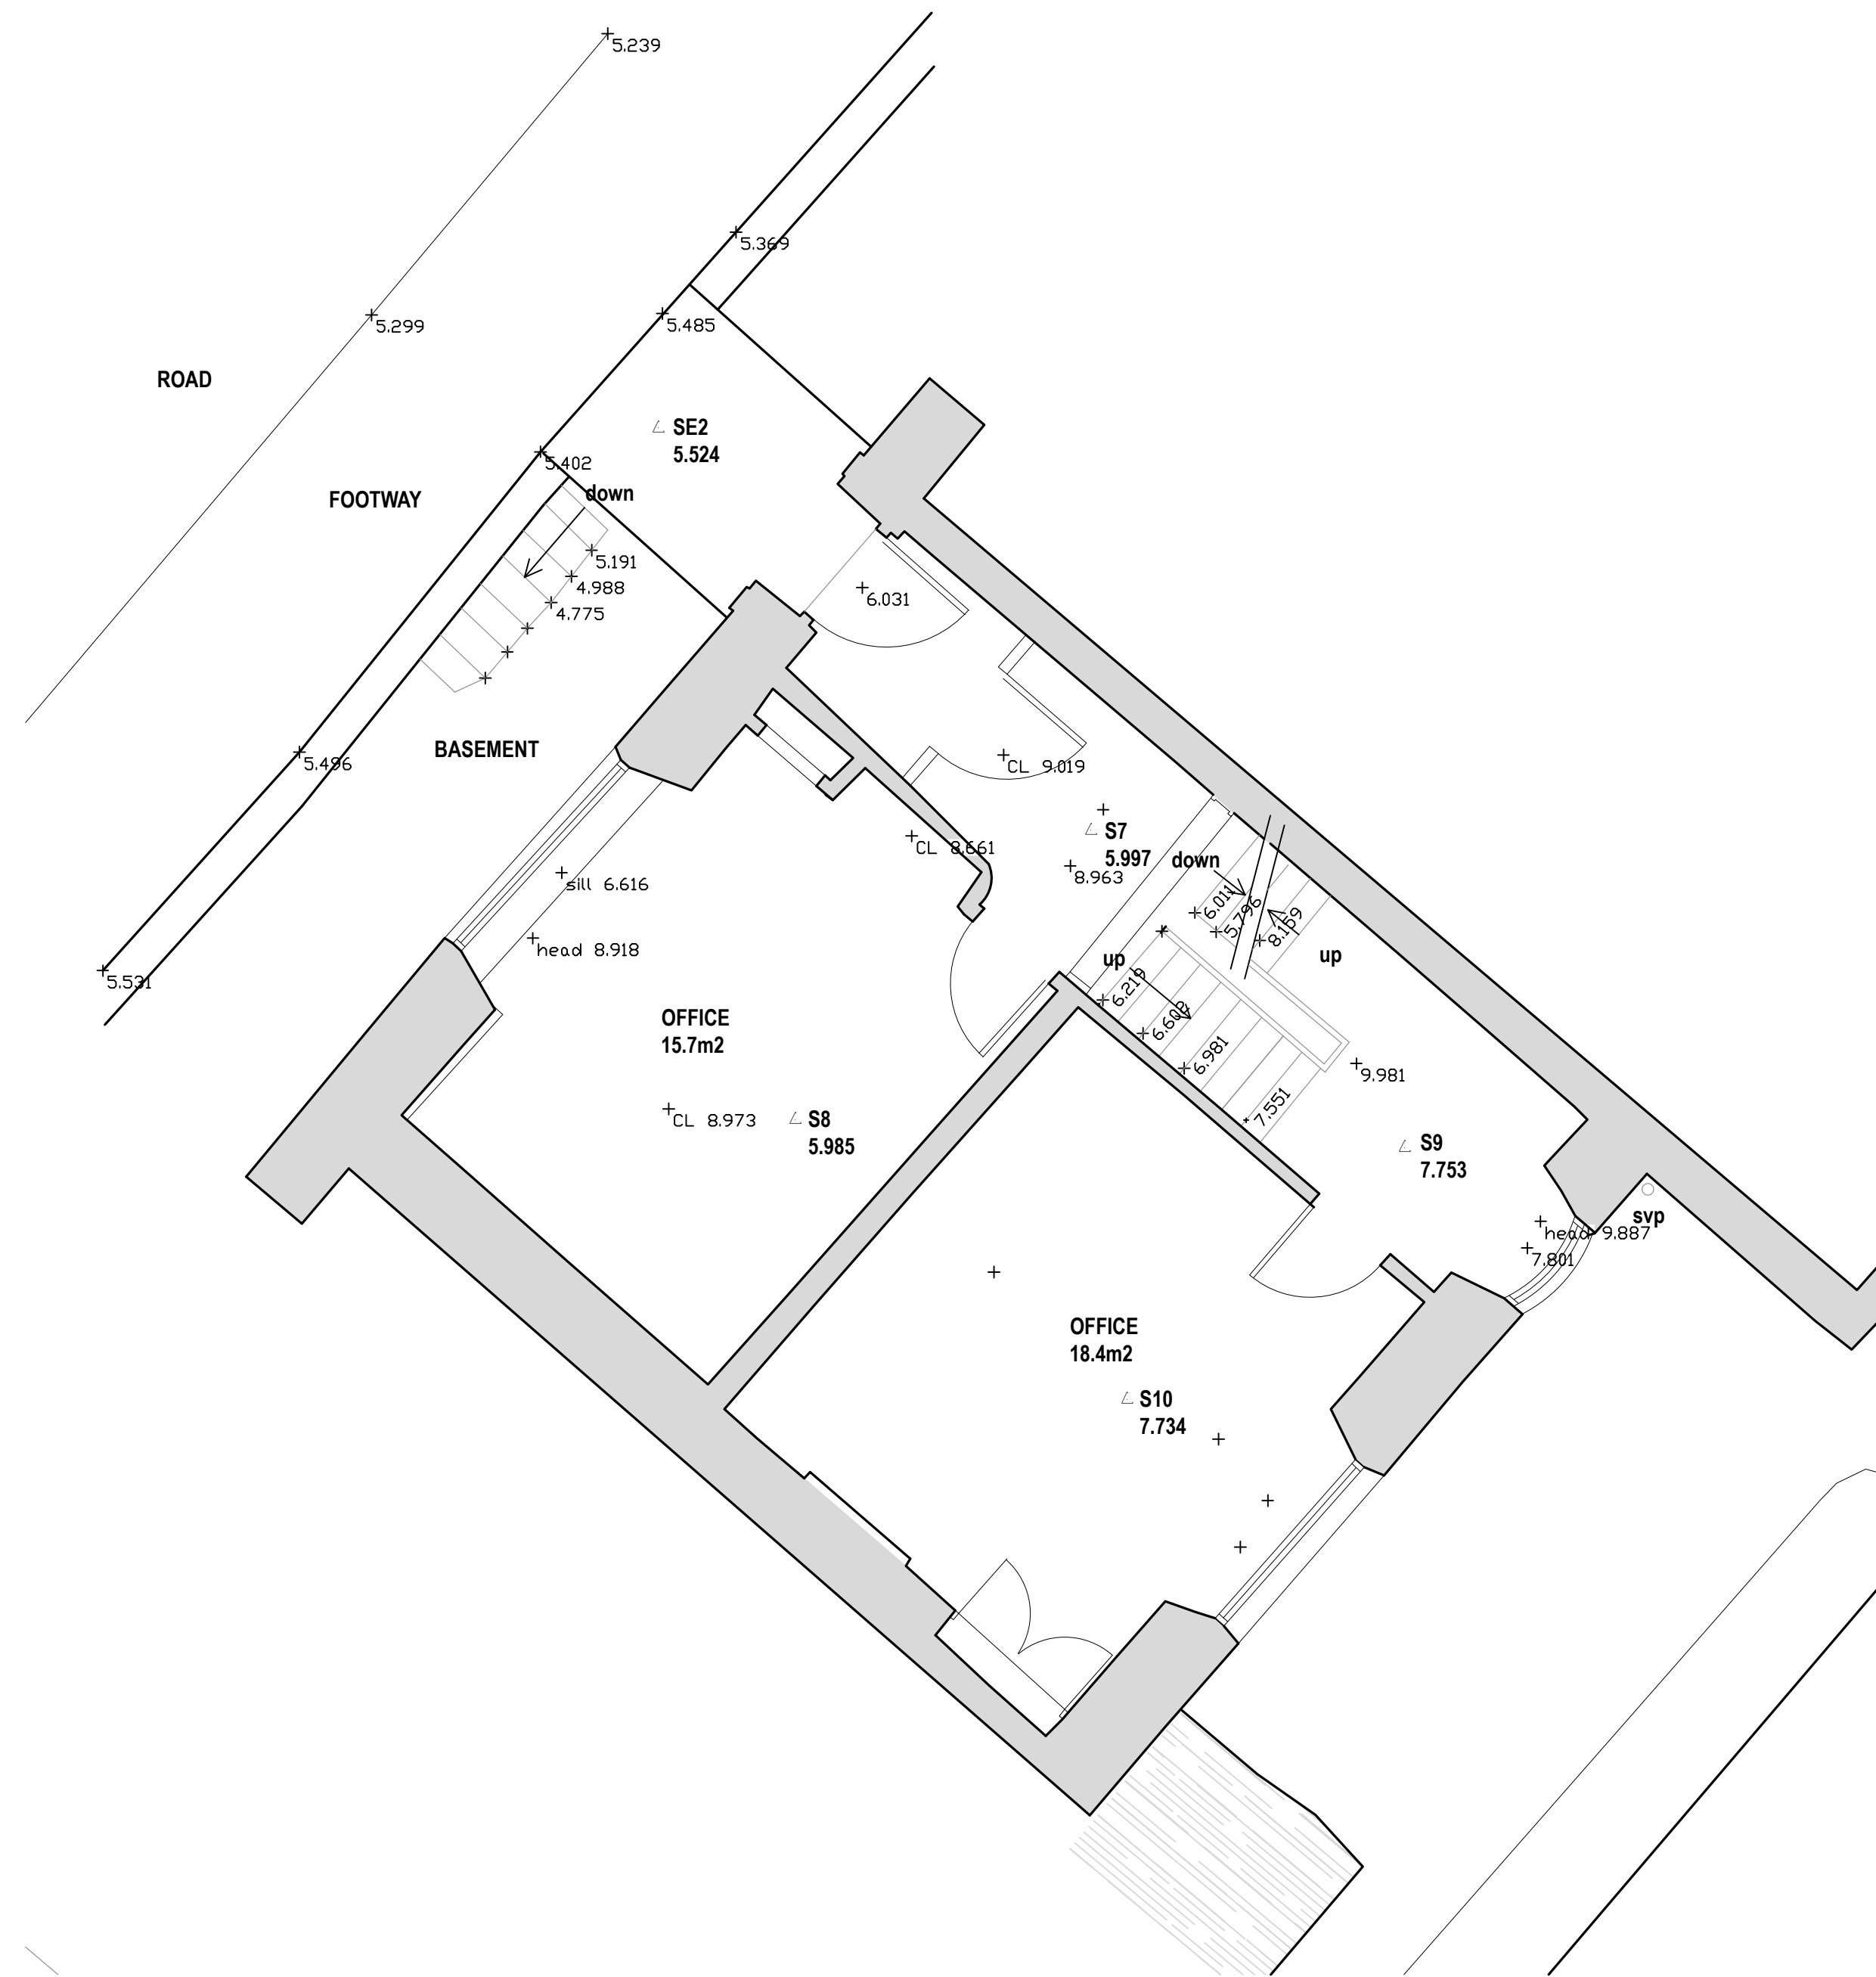 5.239
5.369
5.299
5.485
ROAD
SE2
5.524
5.402
FOOTWAY
down
5.191
4.988
4.775
6.031
BASEMENT
5.496
CL 9.019
S7
5.997
CL 8.661
down
8.963
sill 6.616
6.011
5.796
8.159
head 8.918
up
up
5.531
6.219
6.602
6.981
7.551
9.981
OFFICE
15.7m2
CL 8.973
S8
5.985
S9
7.753
svp
head 9.887
7.801
OFFICE
18.4m2
S10
7.734